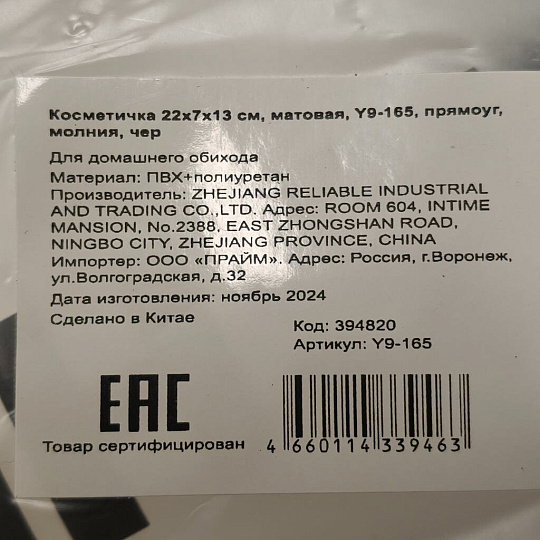 Косметичка 22х7х13 см, матовая, Y9-165, прямоуг,
молния, чер
Для домашнего обихода
Материал: ПВХ+полиуретан
Производитель: ZHEJIANG RELIABLE INDUSTRIAL
AND TRADING CO.,LTD. Адрес: ROOM 604, INTIME
MANSION, No.2388, EAST ZHONGSHAN ROAD,
NINGBO CITY, ZHEJIANG PROVINCE, CHINA
Импортер: ООО «ПРАЙМ». Адрес: Россия, г.Воронеж,
ул.Волгоградская, д.32
Дата изготовления: ноябрь 2024
Сделано в Китае
Код: 394820
Артикул: Y9-165
EAC
Товар сертифицирован
4 660114 339463